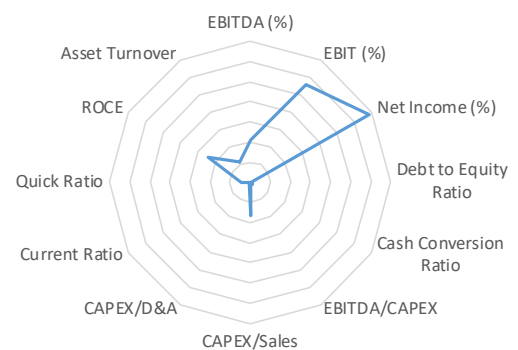 EBITDA (%)
EBIT (%)
Net Income (%)
Debt to Equity
Ratio
Cash Conversion
Ratio
EBITDA/CAPEX
CAPEX/Sales
CAPEX/D&A
Current Ratio
Quick Ratio
ROCE
Asset Turnover